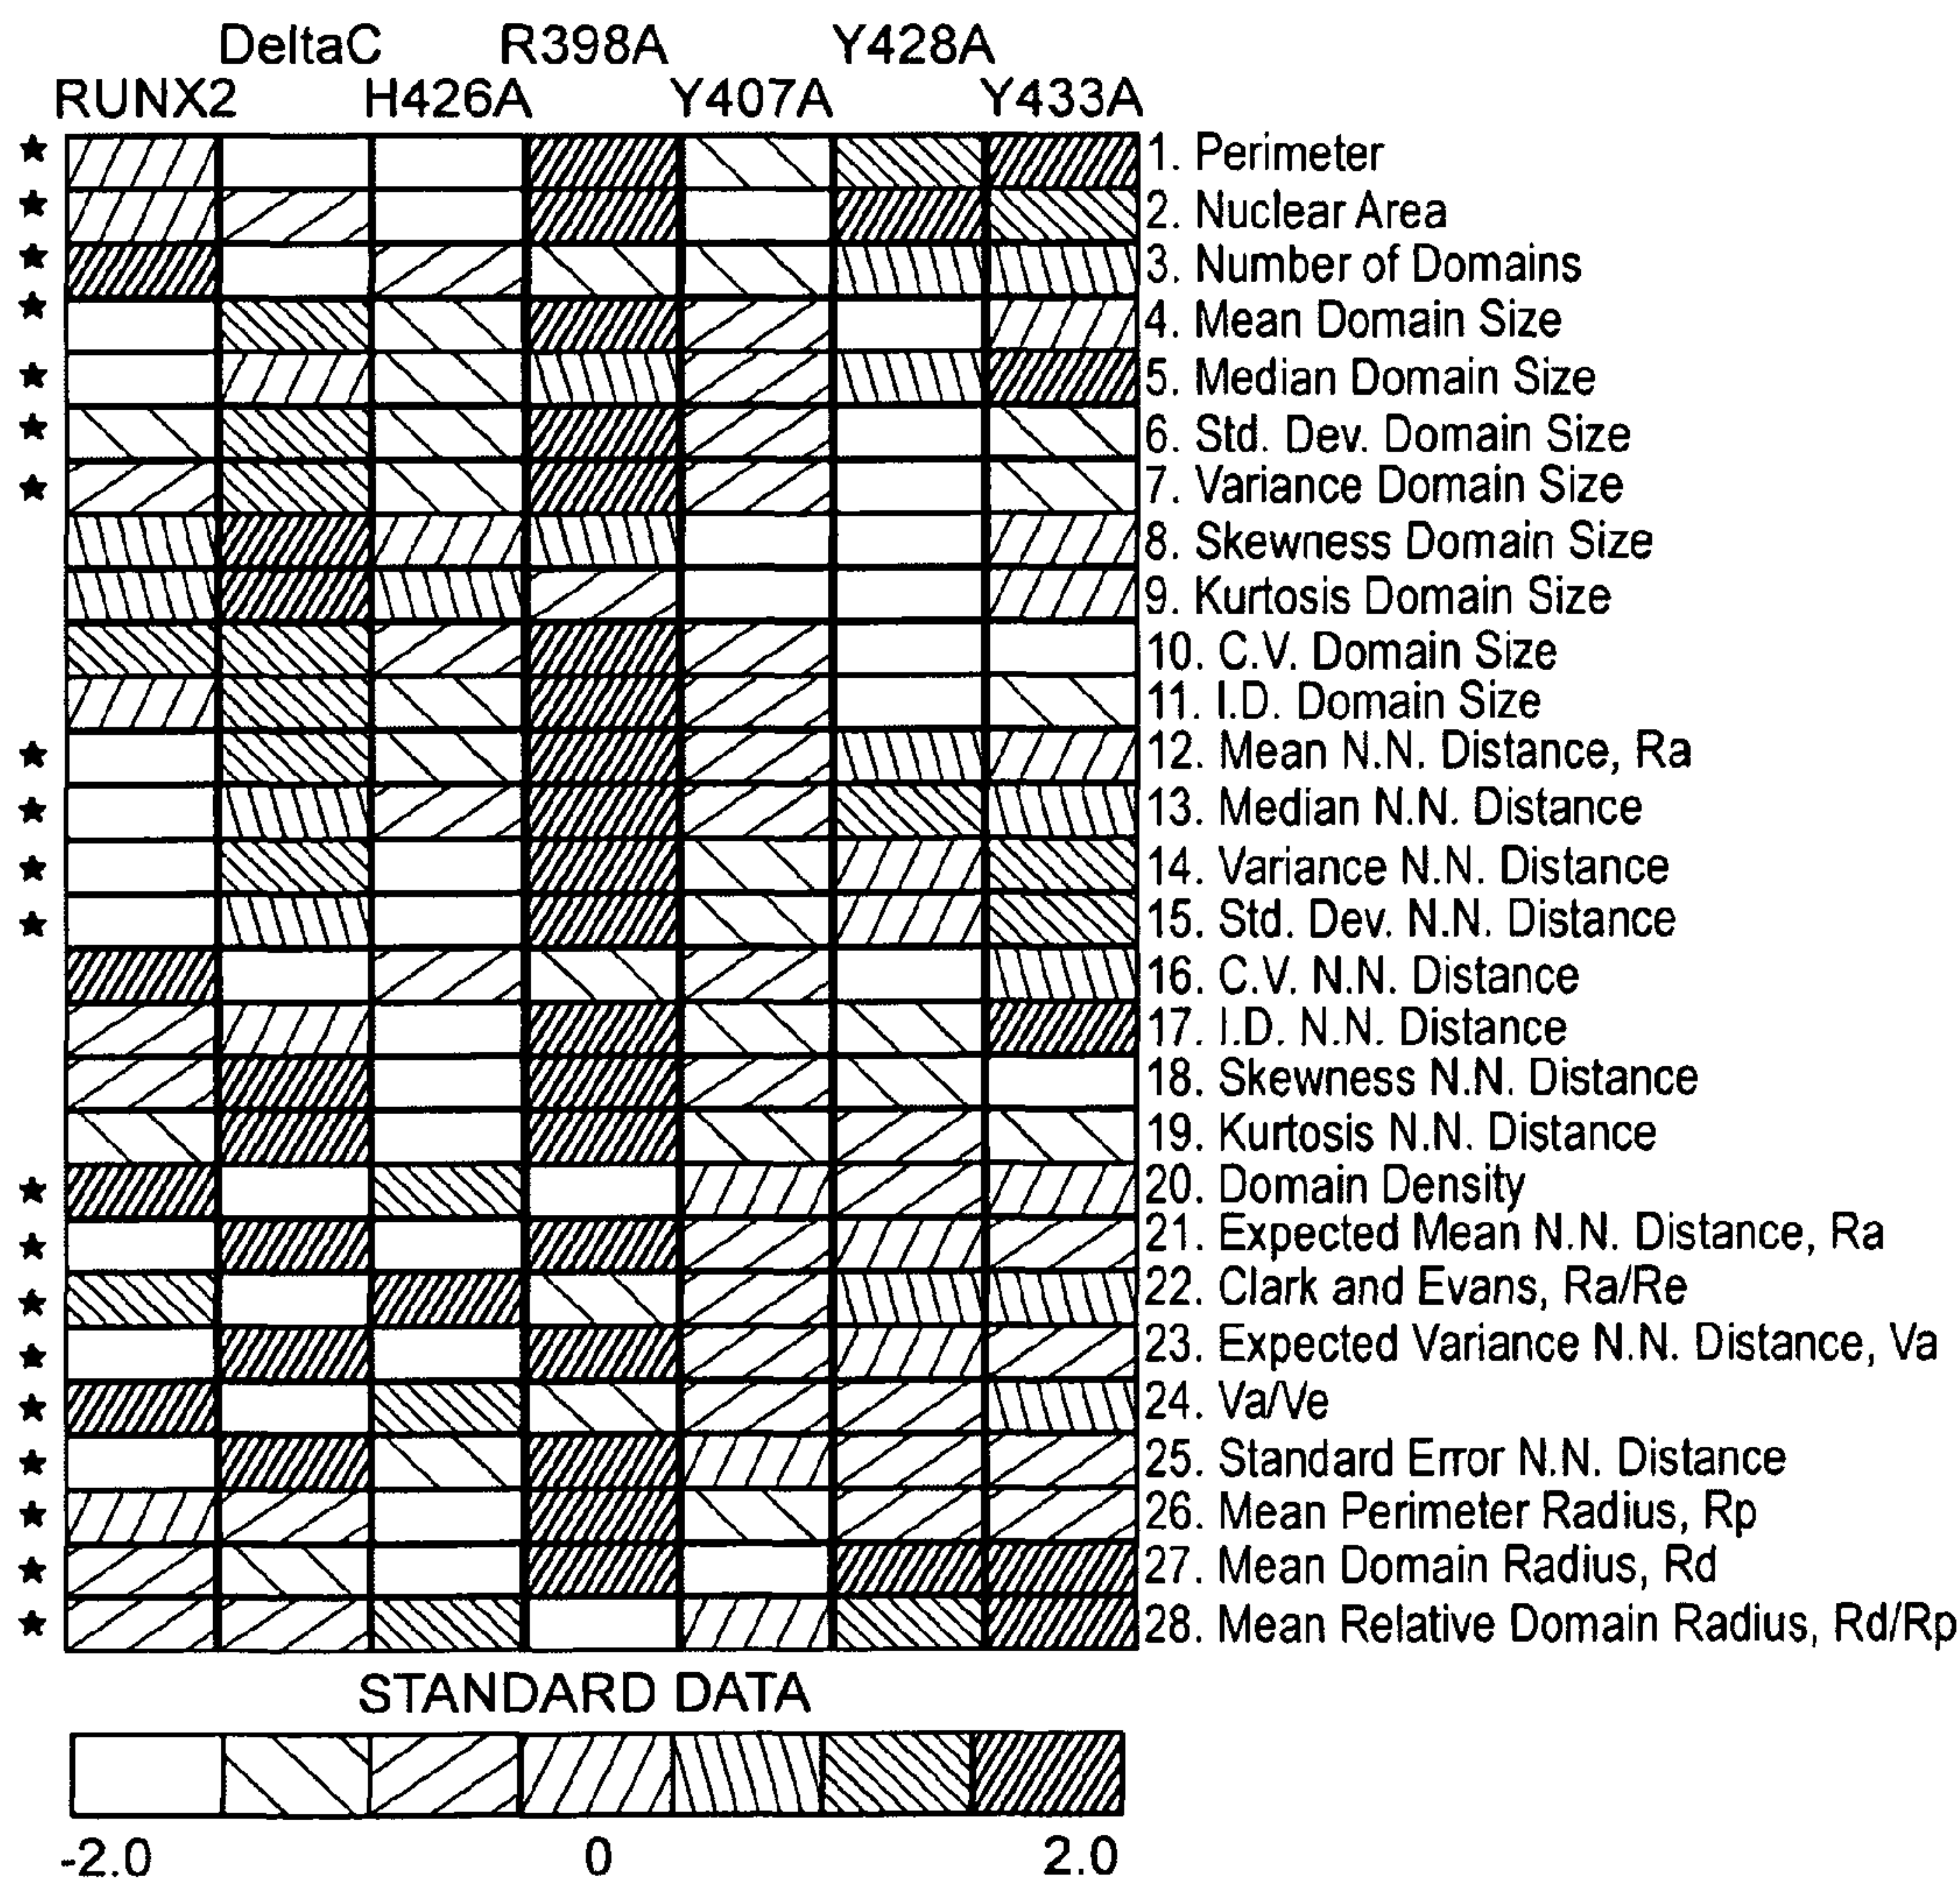 DeltaC R398A Y428A
RUNX2 H426A Y407A Y433A
★ 1. Perimeter
★ 2. Nuclear Area
★ 3. Number of Domains
★ 4. Mean Domain Size
★ 5. Median Domain Size
★ 6. Std. Dev. Domain Size
★ 7. Variance Domain Size
8. Skewness Domain Size
9. Kurtosis Domain Size
10. C.V. Domain Size
11. I.D. Domain Size
★ 12. Mean N.N. Distance, Ra
★ 13. Median N.N. Distance
★ 14. Variance N.N. Distance
★ 15. Std. Dev. N.N. Distance
16. C.V. N.N. Distance
17. I.D. N.N. Distance
18. Skewness N.N. Distance
19. Kurtosis N.N. Distance
★ 20. Domain Density
★ 21. Expected Mean N.N. Distance, Ra
★ 22. Clark and Evans, Ra/Re
★ 23. Expected Variance N.N. Distance, Va
★ 24. Va/Ve
★ 25. Standard Error N.N. Distance
★ 26. Mean Perimeter Radius, Rp
★ 27. Mean Domain Radius, Rd
★ 28. Mean Relative Domain Radius, Rd/Rp
STANDARD DATA
-2.0 0 2.0